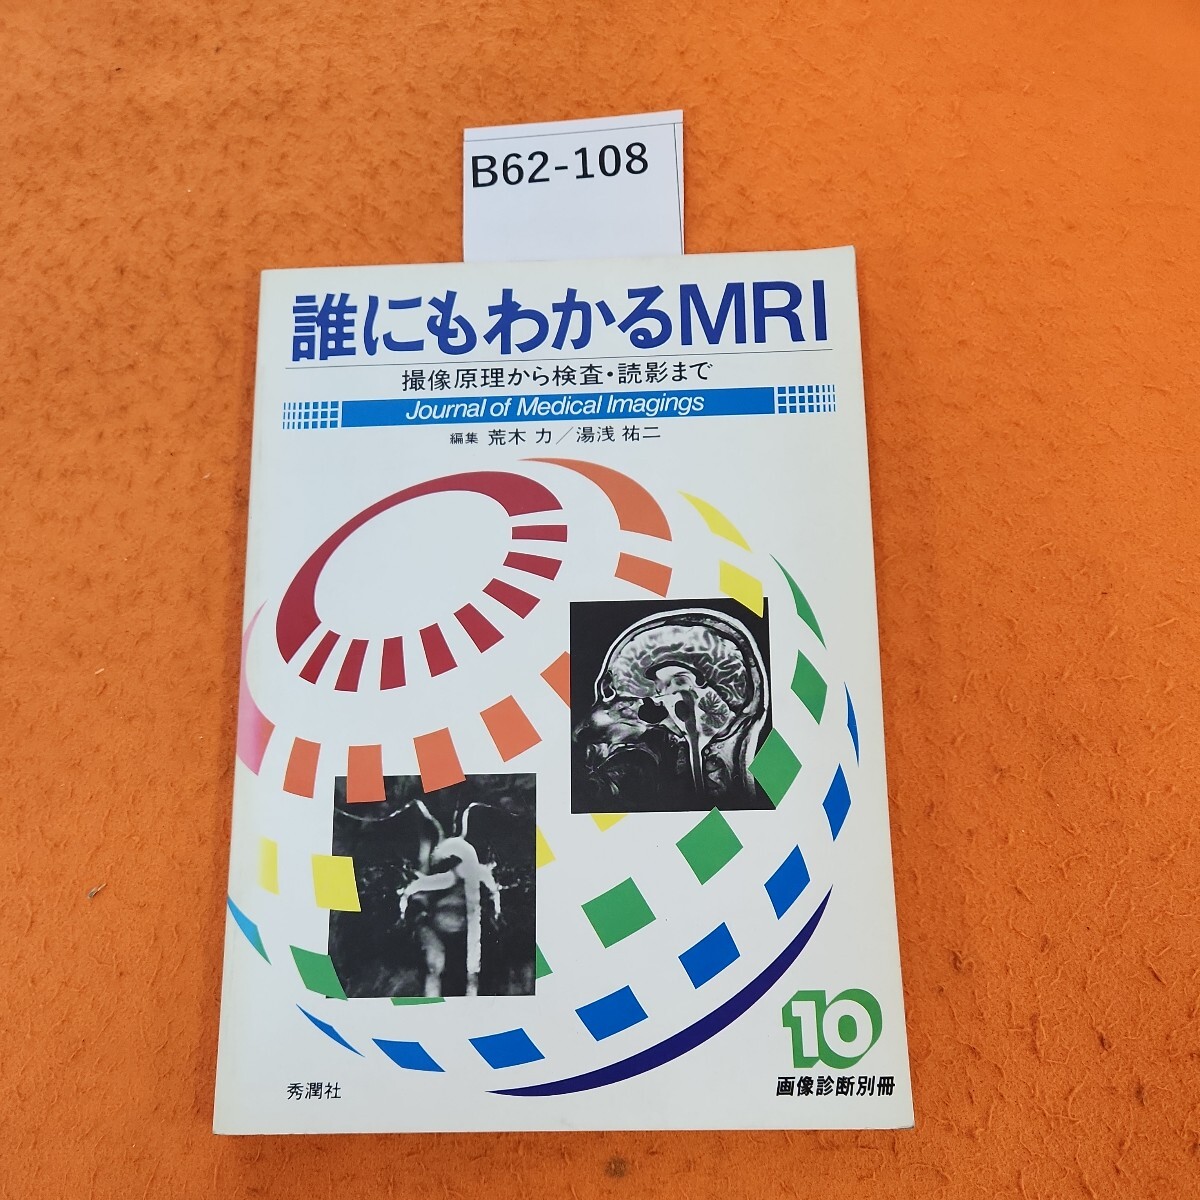 B62-108
誰にもわかるMRI
撮像原理から検査・読影まで
Journal of Medical Imagings
編集 荒木 力／湯浅 祐二
10
画像診断別冊
秀潤社